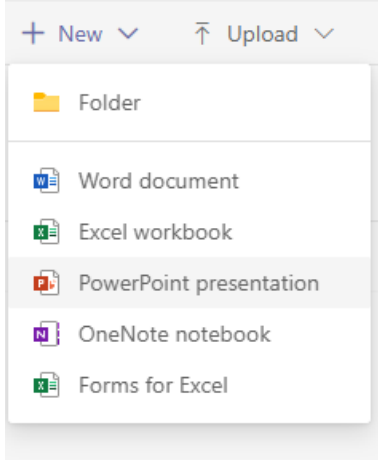 New
Upload
Folder
Word document
Excel workbook
PowerPoint presentation
OneNote notebook
Forms for Excel